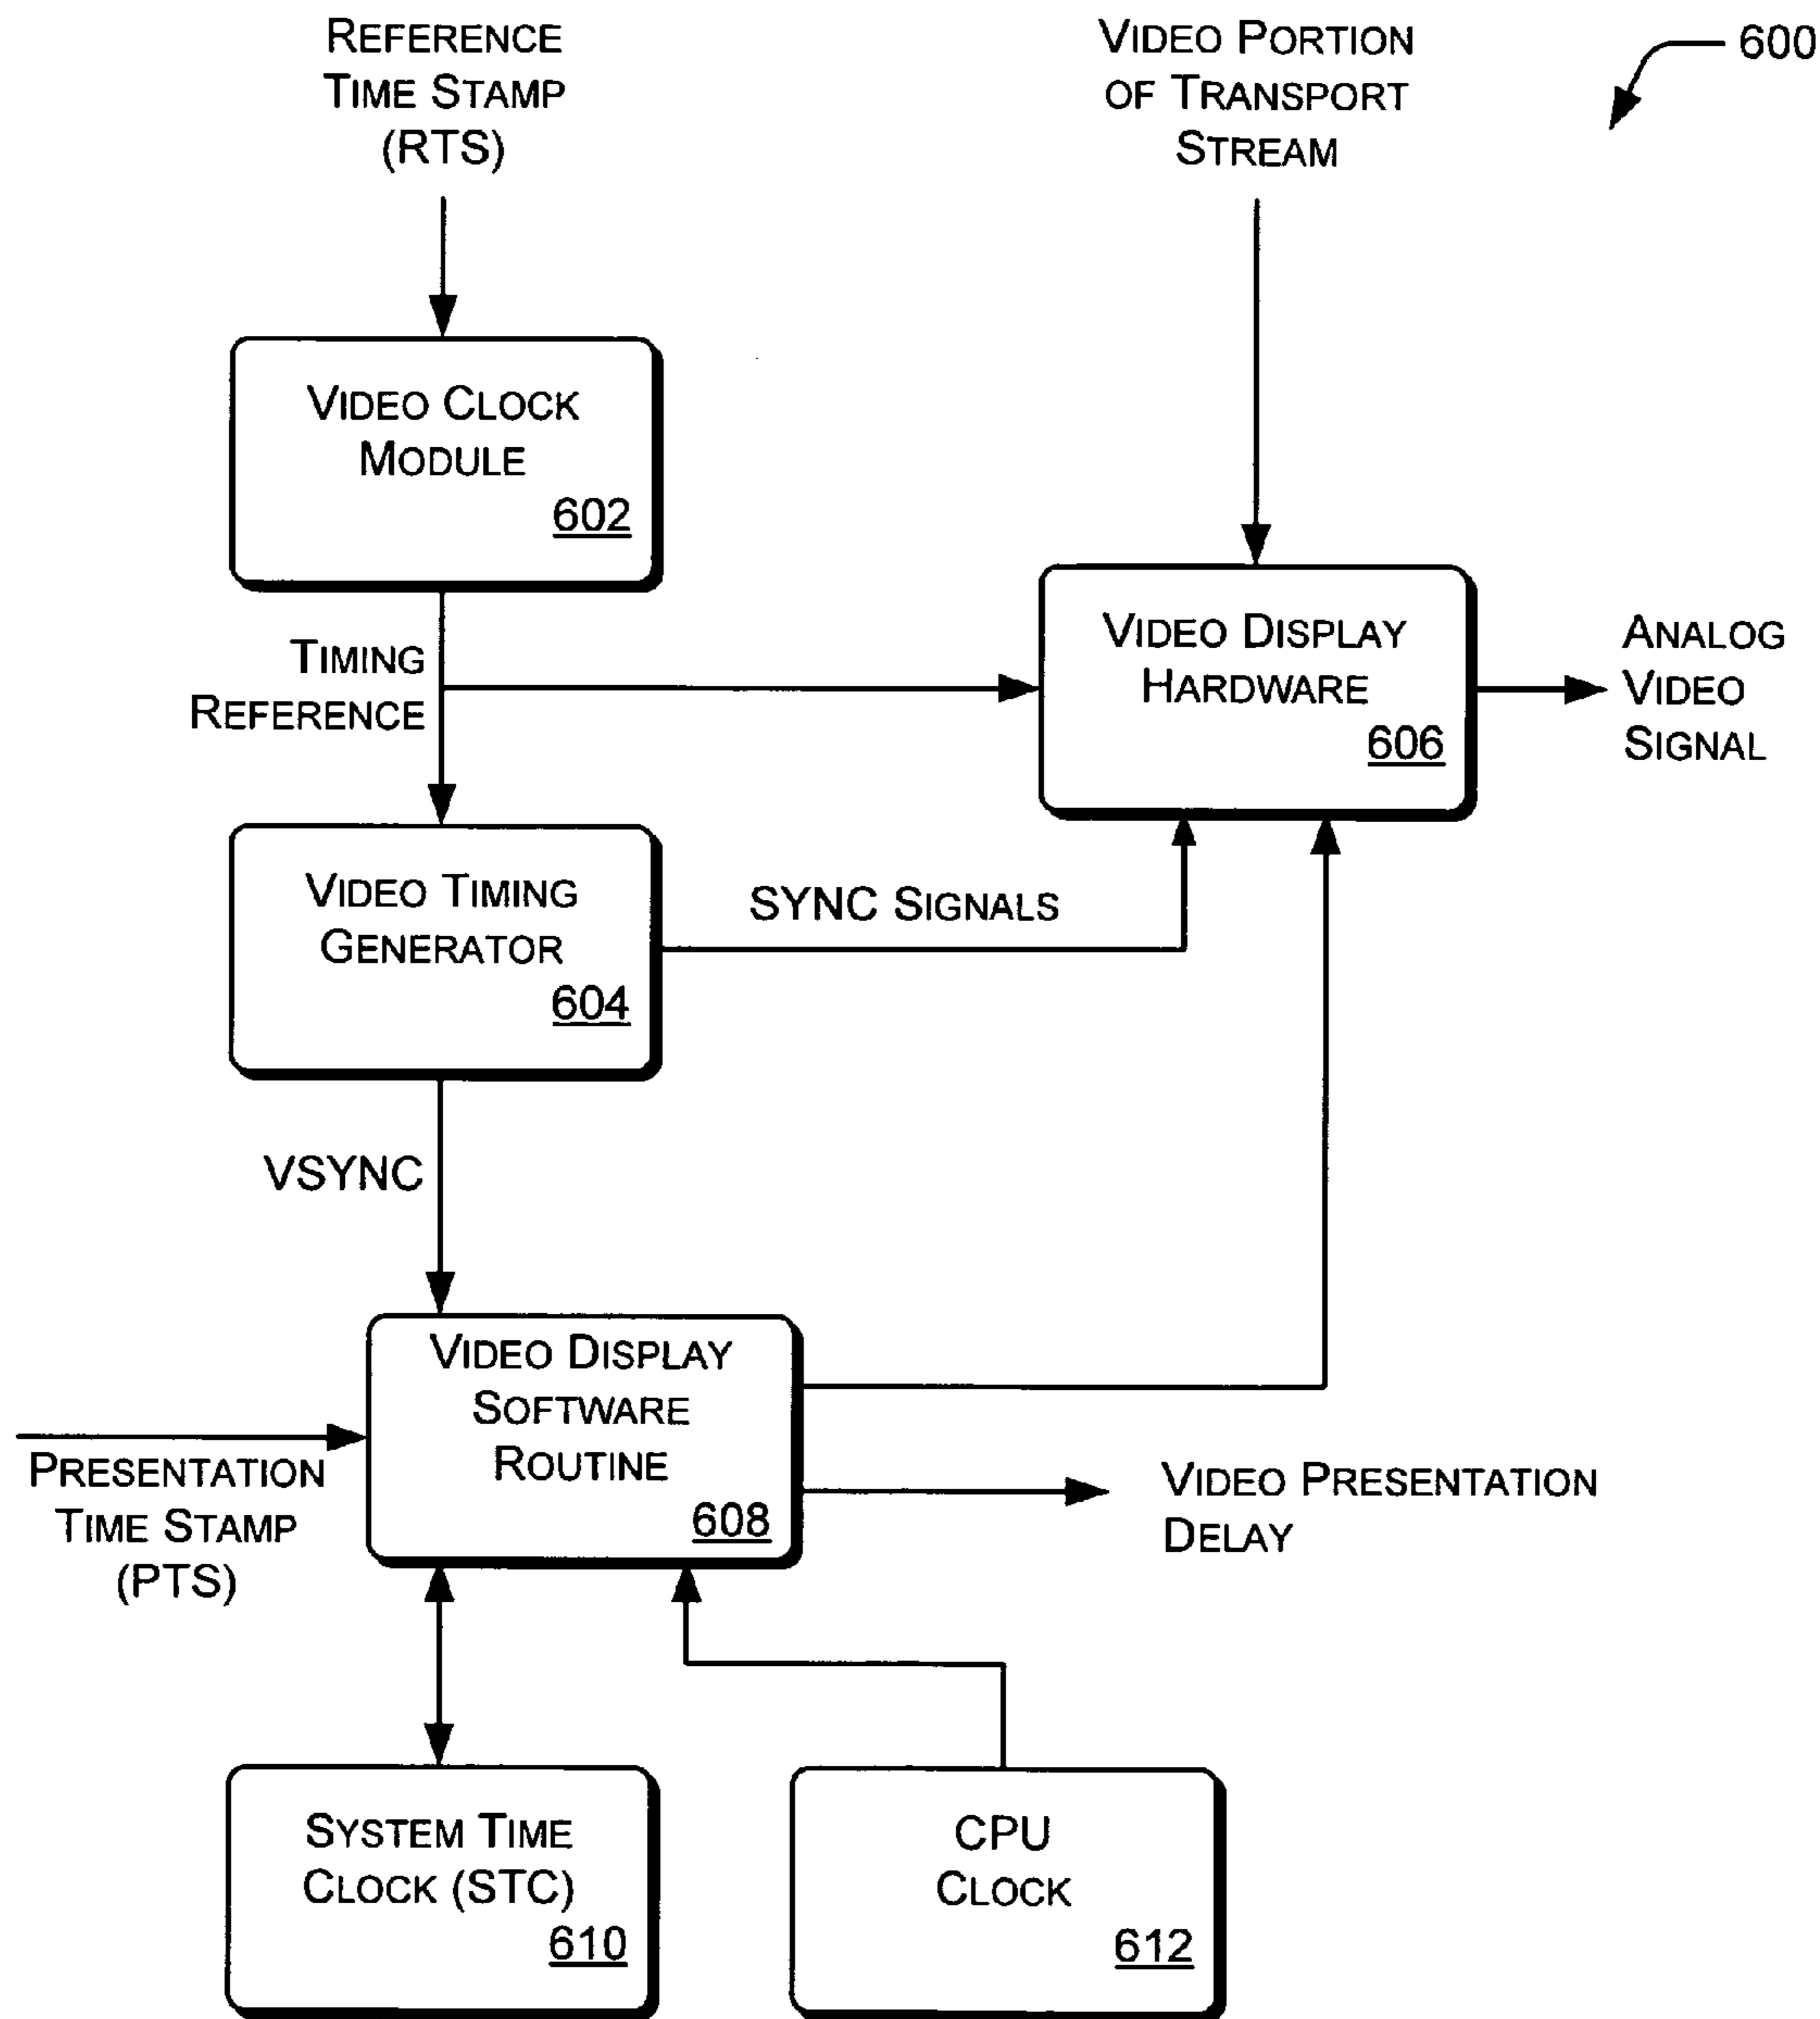 REFERENCE
TIME STAMP
(RTS)
VIDEO PORTION
OF TRANSPORT
STREAM
600
VIDEO CLOCK
MODULE
602
TIMING
REFERENCE
VIDEO DISPLAY
HARDWARE
606
ANALOG
VIDEO
SIGNAL
VIDEO TIMING
GENERATOR
604
SYNC SIGNALS
VSYNC
VIDEO DISPLAY
SOFTWARE
ROUTINE
608
PRESENTATION
TIME STAMP
(PTS)
VIDEO PRESENTATION
DELAY
SYSTEM TIME
CLOCK (STC)
610
CPU
CLOCK
612